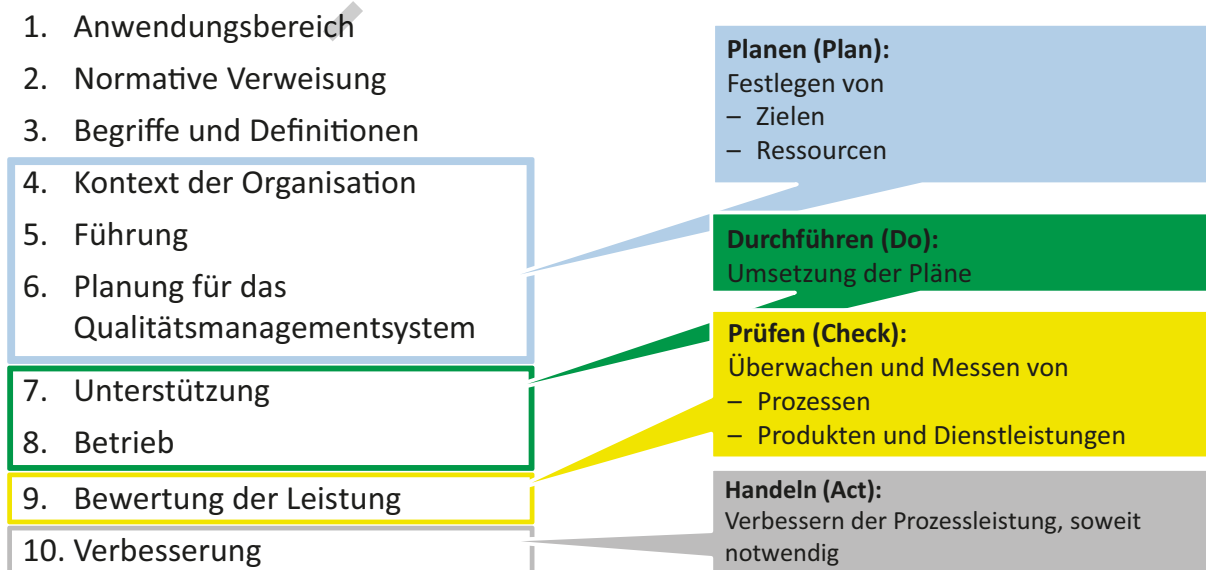 1. Anwendungsbereich
2. Normative Verweisung
3. Begriffe und Definitionen
4. Kontext der Organisation
5. Führung
6. Planung für das
Qualitätsmanagementsystem
7. Unterstützung
8. Betrieb
9. Bewertung der Leistung
10. Verbesserung
Planen (Plan):
Festlegen von
– Zielen
– Ressourcen
Durchführen (Do):
Umsetzung der Pläne
Prüfen (Check):
Überwachen und Messen von
– Prozessen
– Produkten und Dienstleistungen
Handeln (Act):
Verbessern der Prozessleistung, soweit
notwendig